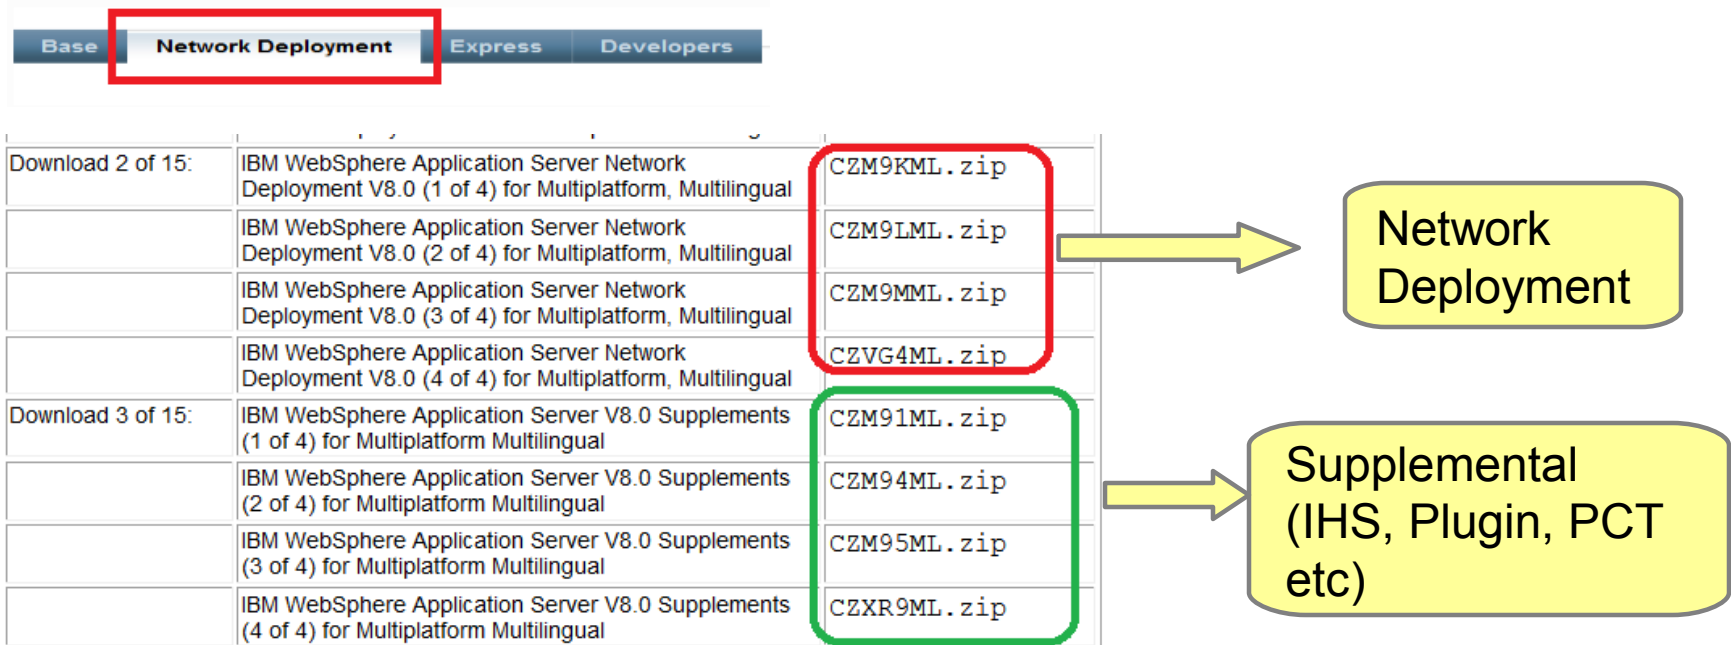 Base
Network Deployment
Express
Developers
Download 2 of 15:
IBM WebSphere Application Server Network
Deployment V8.0 (1 of 4) for Multiplatform, Multilingual
CZM9KML.zip
IBM WebSphere Application Server Network
Deployment V8.0 (2 of 4) for Multiplatform, Multilingual
CZM9LML.zip
IBM WebSphere Application Server Network
Deployment V8.0 (3 of 4) for Multiplatform, Multilingual
CZM9MML.zip
IBM WebSphere Application Server Network
Deployment V8.0 (4 of 4) for Multiplatform, Multilingual
CZVG4ML.zip
Network
Deployment
Download 3 of 15:
IBM WebSphere Application Server V8.0 Supplements
(1 of 4) for Multiplatform Multilingual
CZM91ML.zip
IBM WebSphere Application Server V8.0 Supplements
(2 of 4) for Multiplatform Multilingual
CZM94ML.zip
IBM WebSphere Application Server V8.0 Supplements
(3 of 4) for Multiplatform Multilingual
CZM95ML.zip
IBM WebSphere Application Server V8.0 Supplements
(4 of 4) for Multiplatform Multilingual
CZXR9ML.zip
Supplemental
(IHS, Plugin, PCT
etc)